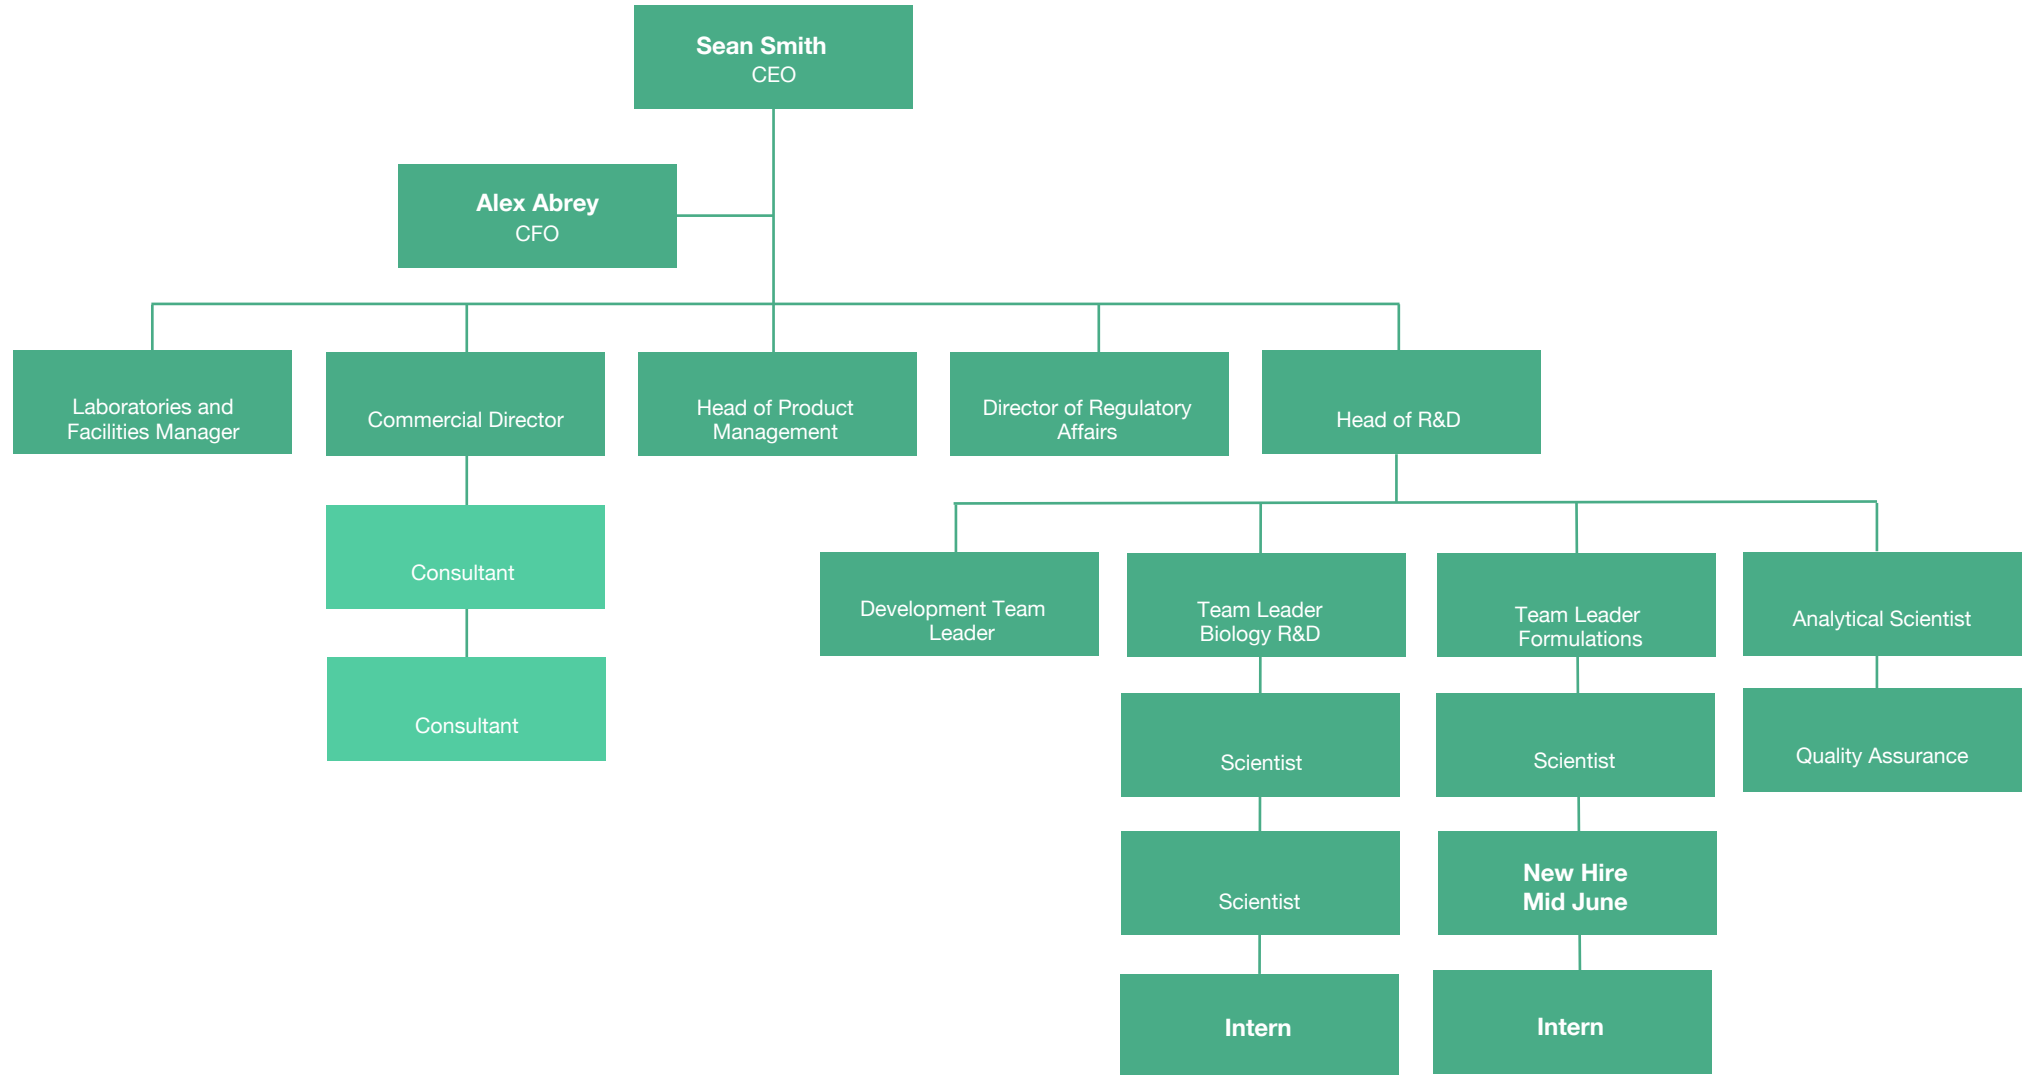 Sean Smith
CEO
Alex Abrey
CFO
Laboratories and
Facilities Manager
Commercial Director
Head of Product
Management
Director of Regulatory
Affairs
Head of R&D
Consultant
Development Team
Leader
Team Leader
Biology R&D
Team Leader
Formulations
Analytical Scientist
Consultant
Scientist
Scientist
Quality Assurance
Scientist
New Hire
Mid June
Intern
Intern